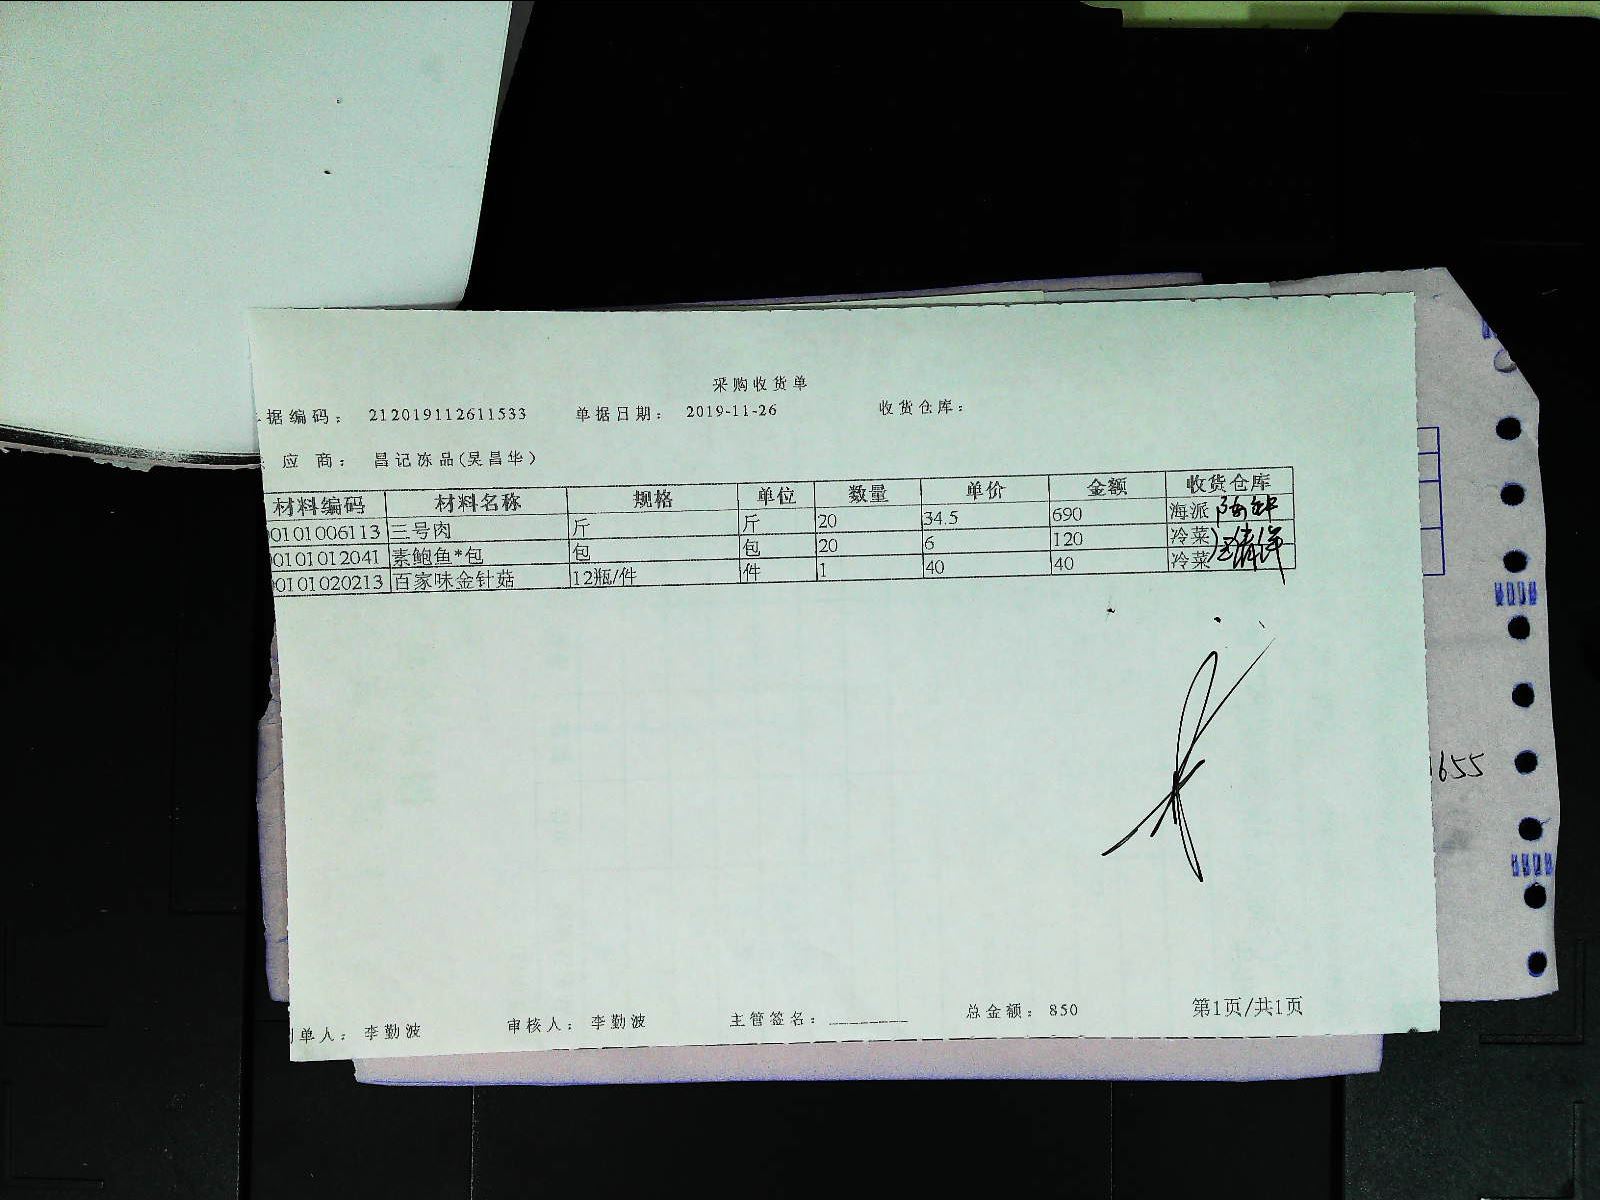 采购收货单
据编码： 212019112611533 单据日期： 2019-11-26 收货仓库：
应 商： 昌记冻品(吴昌华)
材料编码 材料名称 规格 单位 数量 单价 金额 收货仓库
00101006113 三号肉 斤 斤 20 34.5 690 海派
00101012041 素鲍鱼*包 包 包 20 6 120 冷菜
00101020213 百家味金针菇 12瓶/件 件 1 40 40 冷菜
1655
单人： 李勤波 审核人： 李勤波 主管签名：________ 总金额： 850 第1页/共1页